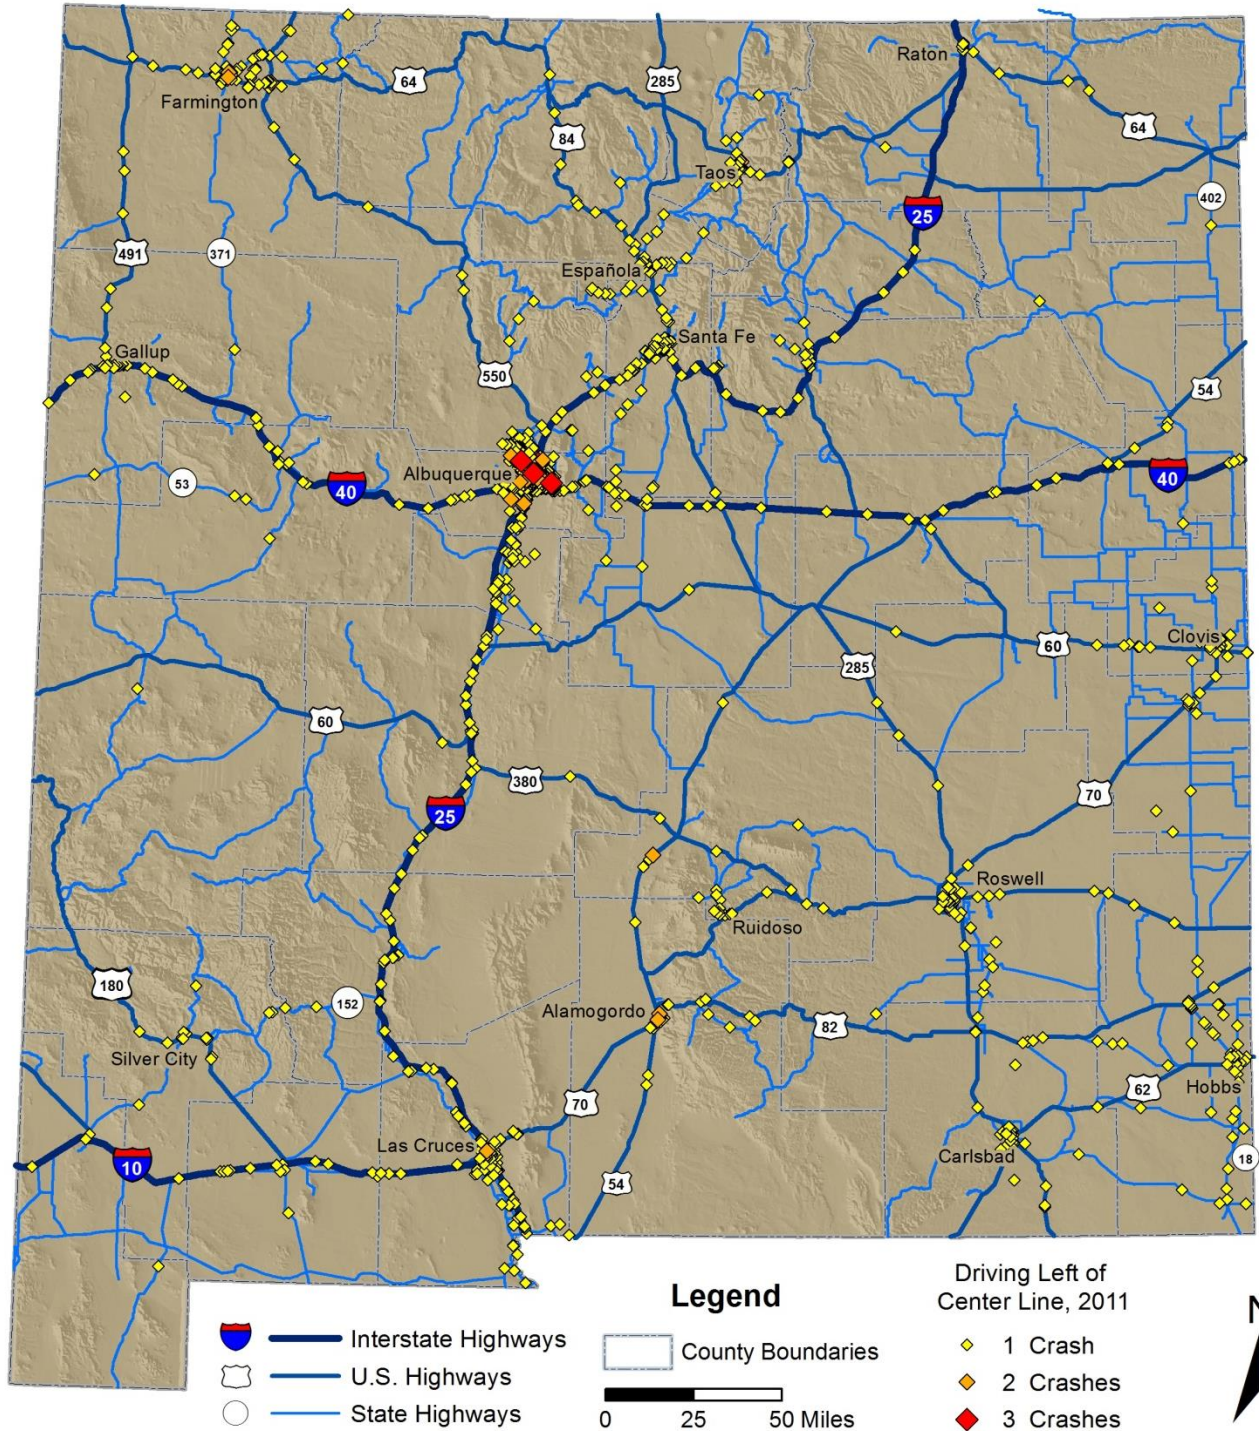 Raton
64
285
Farmington
64
84
Taos
402
25
491
371
Española
Santa Fe
Gallup
550
54
Albuquerque
53
40
40
Clovis
60
285
60
380
70
25
Roswell
Ruidoso
180
152
Alamogordo
82
Silver City
62
Hobbs
70
Las Cruces
Carlsbad
10
18
54
Legend
Driving Left of
Center Line, 2011
N
Interstate Highways
County Boundaries
1 Crash
U.S. Highways
2 Crashes
State Highways
0 25 50 Miles
3 Crashes